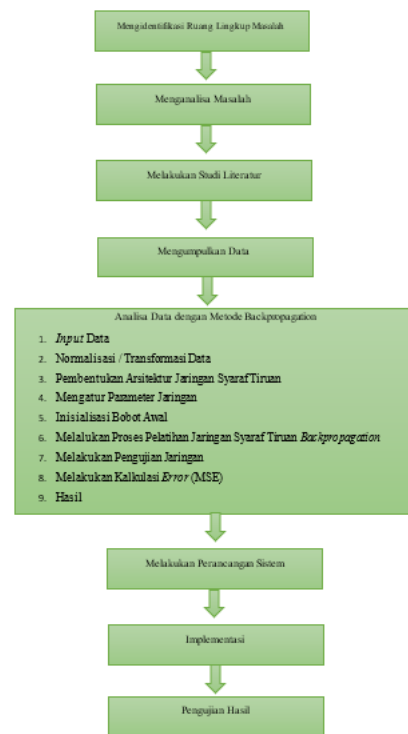 Mengidentifikasi Ruang Lingkup Masalah
Menganalisa Masalah
Melakukan Studi Literatur
Mengumpulkan Data
Analisa Data dengan Metode Backpropagation
1. Input Data
2. Normalisasi / Transformasi Data
3. Pembentukan Arsitektur Jaringan Syaraf Tiruan
4. Mengatur Parameter Jaringan
5. Inisialisasi Bobot Awal
6. Melalukan Proses Pelatihan Jaringan Syaraf Tiruan Backpropagation
7. Melakukan Pengujian Jaringan
8. Melakukan Kalkulasi Error (MSE)
9. Hasil
Melakukan Perancangan Sistem
Implementasi
Pengujian Hasil